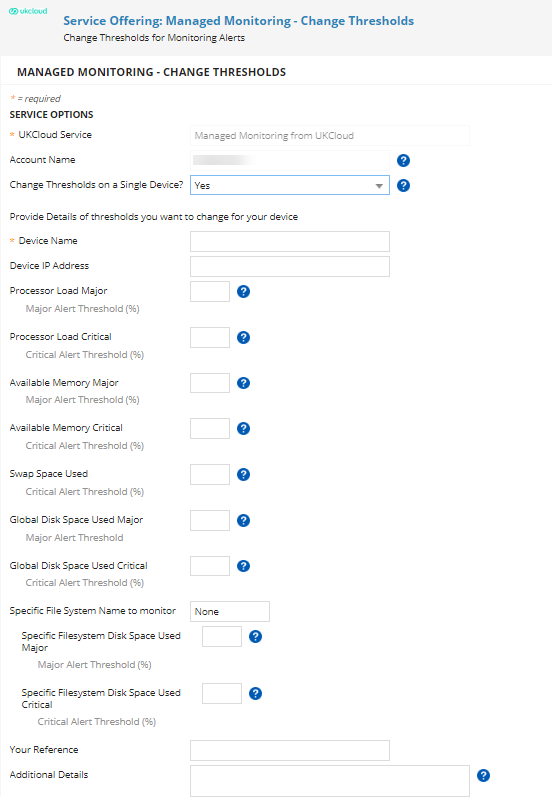 ukcloud
Service Offering: Managed Monitoring - Change Thresholds
Change Thresholds for Monitoring Alerts
MANAGED MONITORING - CHANGE THRESHOLDS
* = required
SERVICE OPTIONS
* UKCloud Service Managed Monitoring from UKCloud
Account Name ?
Change Thresholds on a Single Device? Yes ?
Provide Details of thresholds you want to change for your device
* Device Name
Device IP Address
Processor Load Major ?
Major Alert Threshold (%)
Processor Load Critical ?
Critical Alert Threshold (%)
Available Memory Major ?
Major Alert Threshold (%)
Available Memory Critical ?
Critical Alert Threshold (%)
Swap Space Used ?
Critical Alert Threshold (%)
Global Disk Space Used Major ?
Major Alert Threshold
Global Disk Space Used Critical ?
Critical Alert Threshold (%)
Specific File System Name to monitor None
Specific Filesystem Disk Space Used ?
Major
Major Alert Threshold (%)
Specific Filesystem Disk Space Used ?
Critical
Critical Alert Threshold (%)
Your Reference
Additional Details ?